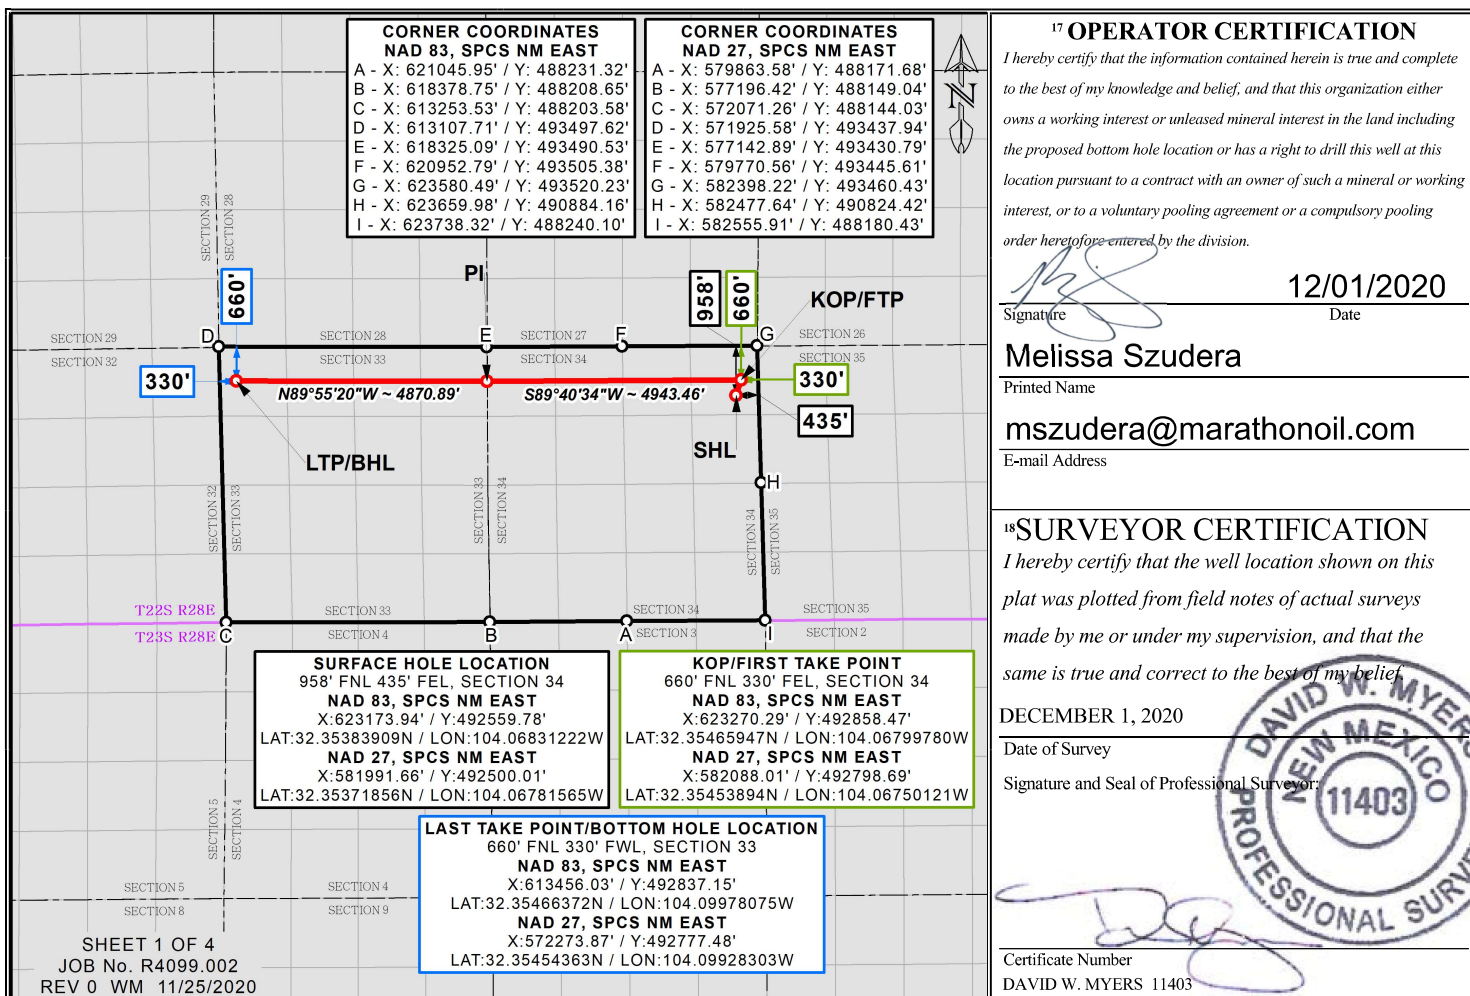 CORNER COORDINATES
NAD 83, SPCS NM EAST
A - X: 621045.95' / Y: 488231.32'
B - X: 618378.75' / Y: 488208.65'
C - X: 613253.53' / Y: 488203.58'
D - X: 613107.71' / Y: 493497.62'
E - X: 618325.09' / Y: 493490.53'
F - X: 620952.79' / Y: 493505.38'
G - X: 623580.49' / Y: 493520.23'
H - X: 623659.98' / Y: 490884.16'
I - X: 623738.32' / Y: 488240.10'
CORNER COORDINATES
NAD 27, SPCS NM EAST
A - X: 579863.58' / Y: 488171.68'
B - X: 577196.42' / Y: 488149.04'
C - X: 572071.26' / Y: 488144.03'
D - X: 571925.58' / Y: 493437.94'
E - X: 577142.89' / Y: 493430.79'
F - X: 579770.56' / Y: 493445.61'
G - X: 582398.22' / Y: 493460.43'
H - X: 582477.64' / Y: 490824.42'
I - X: 582555.91' / Y: 488180.43'
N
SECTION 29
SECTION 28
660'
PI
958'
660'
KOP/FTP
D
E
F
G
SECTION 29
SECTION 28
SECTION 27
SECTION 26
SECTION 32
SECTION 33
SECTION 34
SECTION 35
330'
N89°55'20"W ~ 4870.89'
S89°40'34"W ~ 4943.46'
330'
435'
LTP/BHL
SHL
H
SECTION 32
SECTION 33
SECTION 33
SECTION 34
SECTION 34
SECTION 35
T22S R28E
SECTION 33
SECTION 34
SECTION 35
T23S R28E
C
SECTION 4
B
A
SECTION 3
I
SECTION 2
SURFACE HOLE LOCATION
958' FNL 435' FEL, SECTION 34
NAD 83, SPCS NM EAST
X:623173.94' / Y:492559.78'
LAT:32.35383909N / LON:104.06831222W
NAD 27, SPCS NM EAST
X:581991.66' / Y:492500.01'
LAT:32.35371856N / LON:104.06781565W
KOP/FIRST TAKE POINT
660' FNL 330' FEL, SECTION 34
NAD 83, SPCS NM EAST
X:623270.29' / Y:492858.47'
LAT:32.35465947N / LON:104.06799780W
NAD 27, SPCS NM EAST
X:582088.01' / Y:492798.69'
LAT:32.35453894N / LON:104.06750121W
SECTION 5
SECTION 4
LAST TAKE POINT/BOTTOM HOLE LOCATION
660' FNL 330' FWL, SECTION 33
NAD 83, SPCS NM EAST
X:613456.03' / Y:492837.15'
LAT:32.35466372N / LON:104.09978075W
NAD 27, SPCS NM EAST
X:572273.87' / Y:492777.48'
LAT:32.35454363N / LON:104.09928303W
SECTION 5
SECTION 4
SECTION 8
SECTION 9
SHEET 1 OF 4
JOB No. R4099.002
REV 0 WM 11/25/2020
17 OPERATOR CERTIFICATION
I hereby certify that the information contained herein is true and complete
to the best of my knowledge and belief, and that this organization either
owns a working interest or unleased mineral interest in the land including
the proposed bottom hole location or has a right to drill this well at this
location pursuant to a contract with an owner of such a mineral or working
interest, or to a voluntary pooling agreement or a compulsory pooling
order heretofore entered by the division.
12/01/2020
Signature
Date
Melissa Szudera
Printed Name
mszudera@marathonoil.com
E-mail Address
18 SURVEYOR CERTIFICATION
I hereby certify that the well location shown on this
plat was plotted from field notes of actual surveys
made by me or under my supervision, and that the
same is true and correct to the best of my belief.
DECEMBER 1, 2020
Date of Survey
Signature and Seal of Professional Surveyor:
DAVID W. MYERS
NEW MEXICO
11403
PROFESSIONAL SURV
Certificate Number
DAVID W. MYERS 11403